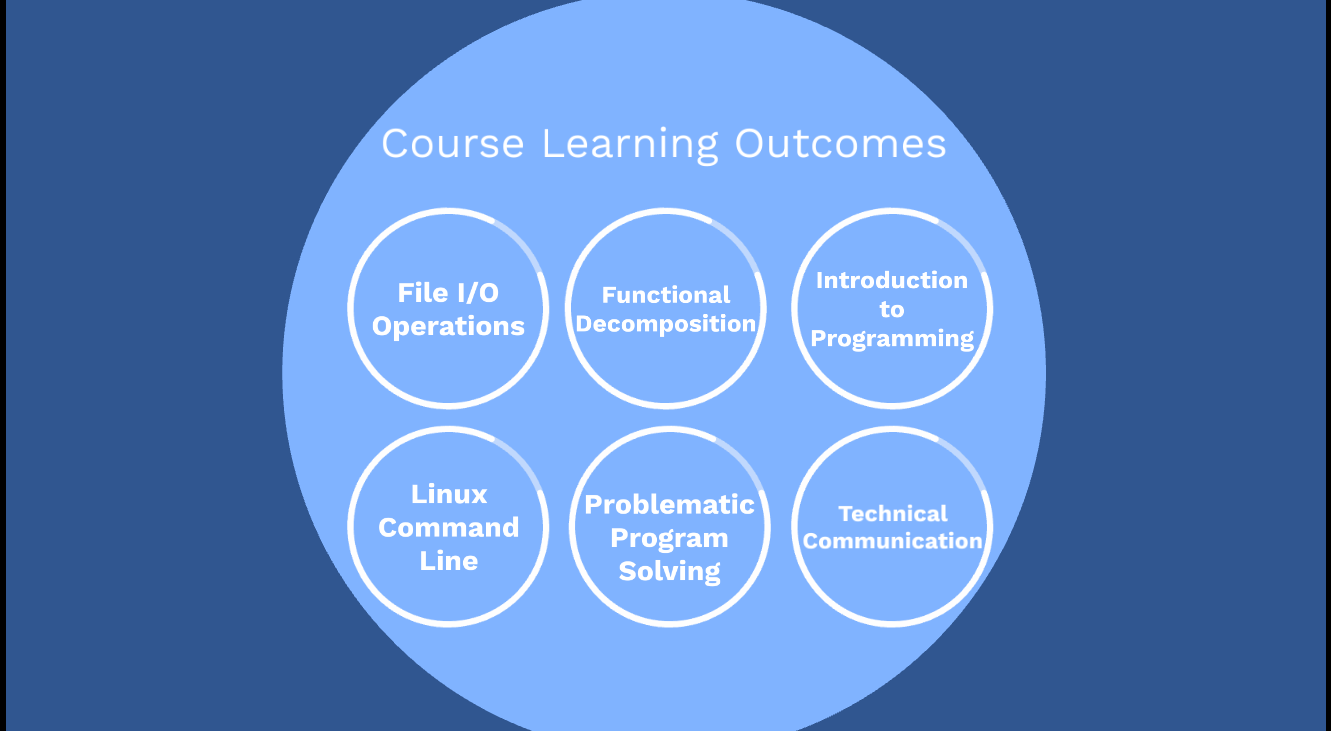 Course Learning Outcomes
File I/O
Operations
Functional
Decomposition
Introduction
to
Programming
Linux
Command
Line
Problematic
Program
Solving
Technical
Communication